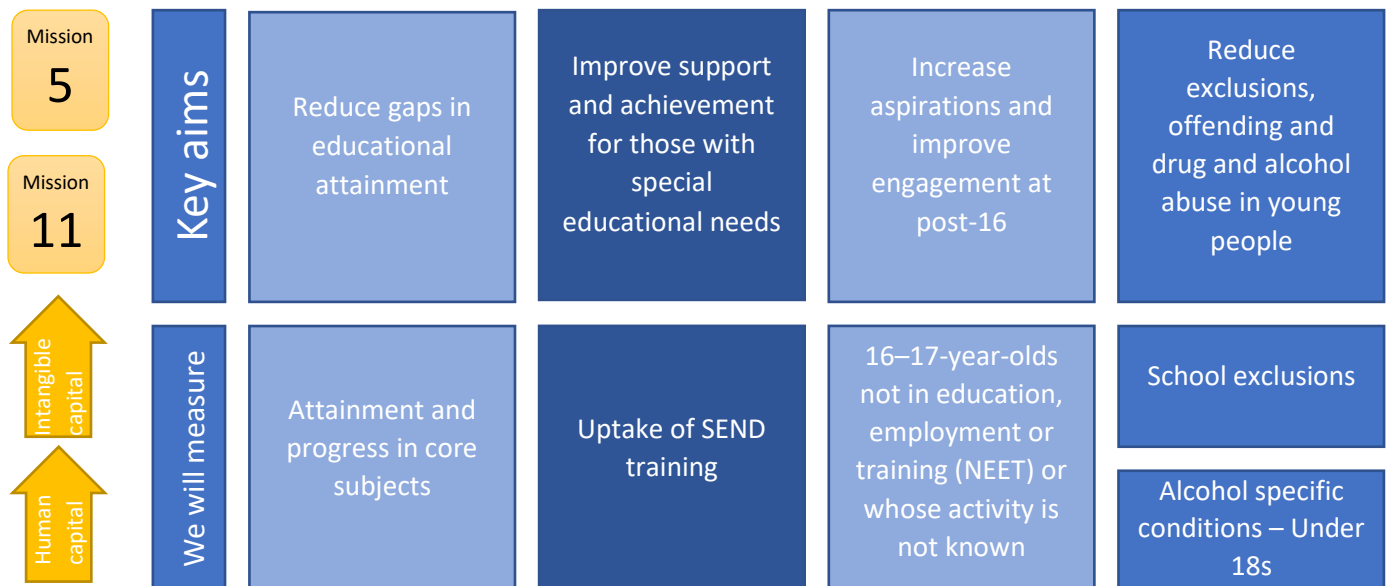 Mission
5
Mission
11
Intangible
capital
Human
capital
Key aims
Reduce gaps in
educational
attainment
Improve support
and achievement
for those with
special
educational needs
Increase
aspirations and
improve
engagement at
post-16
Reduce
exclusions,
offending and
drug and alcohol
abuse in young
people
We will measure
Attainment and
progress in core
subjects
Uptake of SEND
training
16–17-year-olds
not in education,
employment or
training (NEET) or
whose activity is
not known
School exclusions
Alcohol specific
conditions – Under
18s